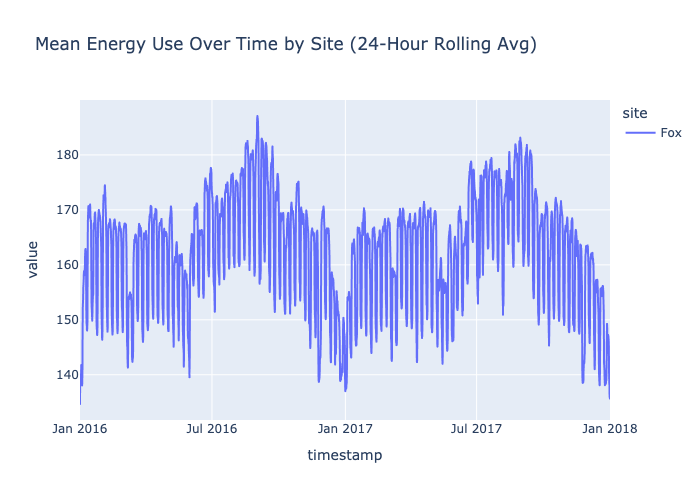 Mean Energy Use Over Time by Site (24-Hour Rolling Avg)
site
Fox
180
170
160
150
140
value
Jan 2016
Jul 2016
Jan 2017
Jul 2017
Jan 2018
timestamp